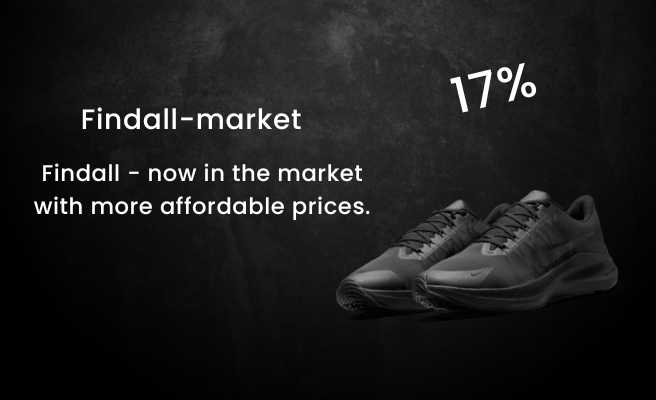 17%
Findall-market
Findall - now in the market
with more affordable prices.